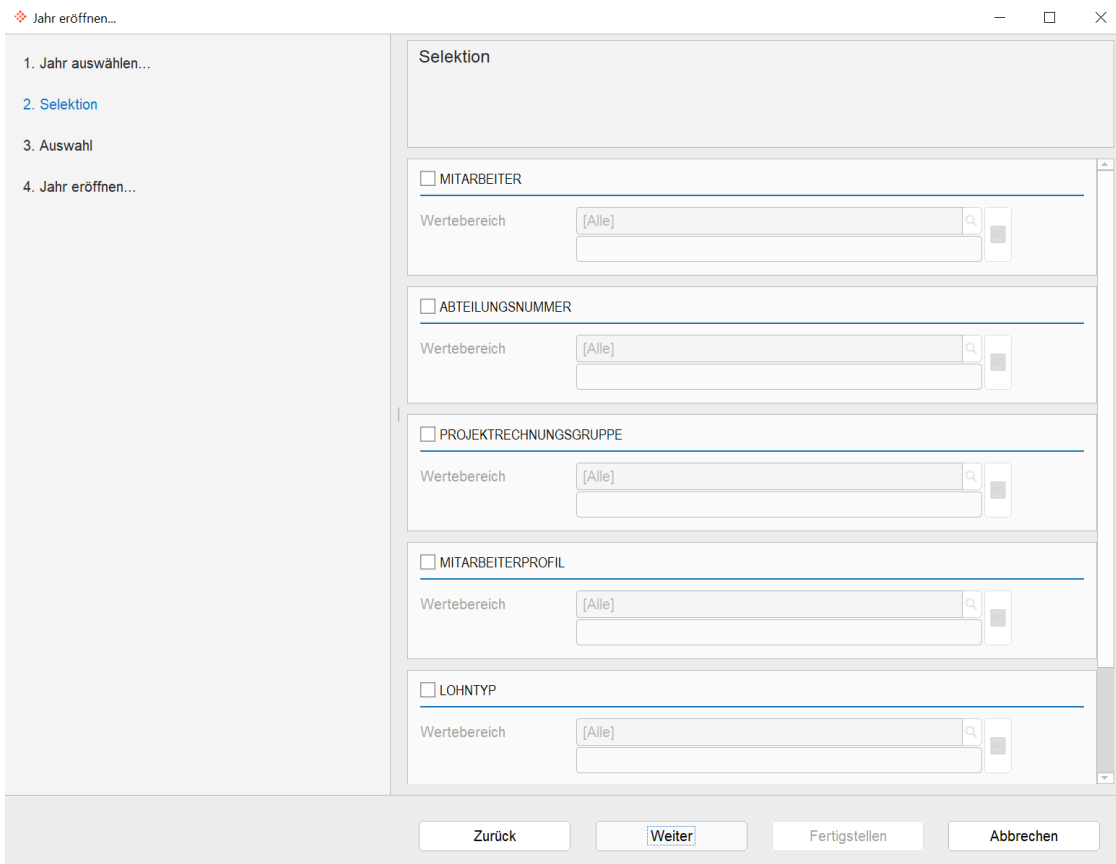 Jahr eröffnen...
1. Jahr auswählen...
2. Selektion
3. Auswahl
4. Jahr eröffnen...
Selektion
MITARBEITER
Wertebereich [Alle]
ABTEILUNGSNUMMER
Wertebereich [Alle]
PROJEKTRECHNUNGSGRUPPE
Wertebereich [Alle]
MITARBEITERPROFIL
Wertebereich [Alle]
LOHNTYP
Wertebereich [Alle]
Zurück Weiter Fertigstellen Abbrechen